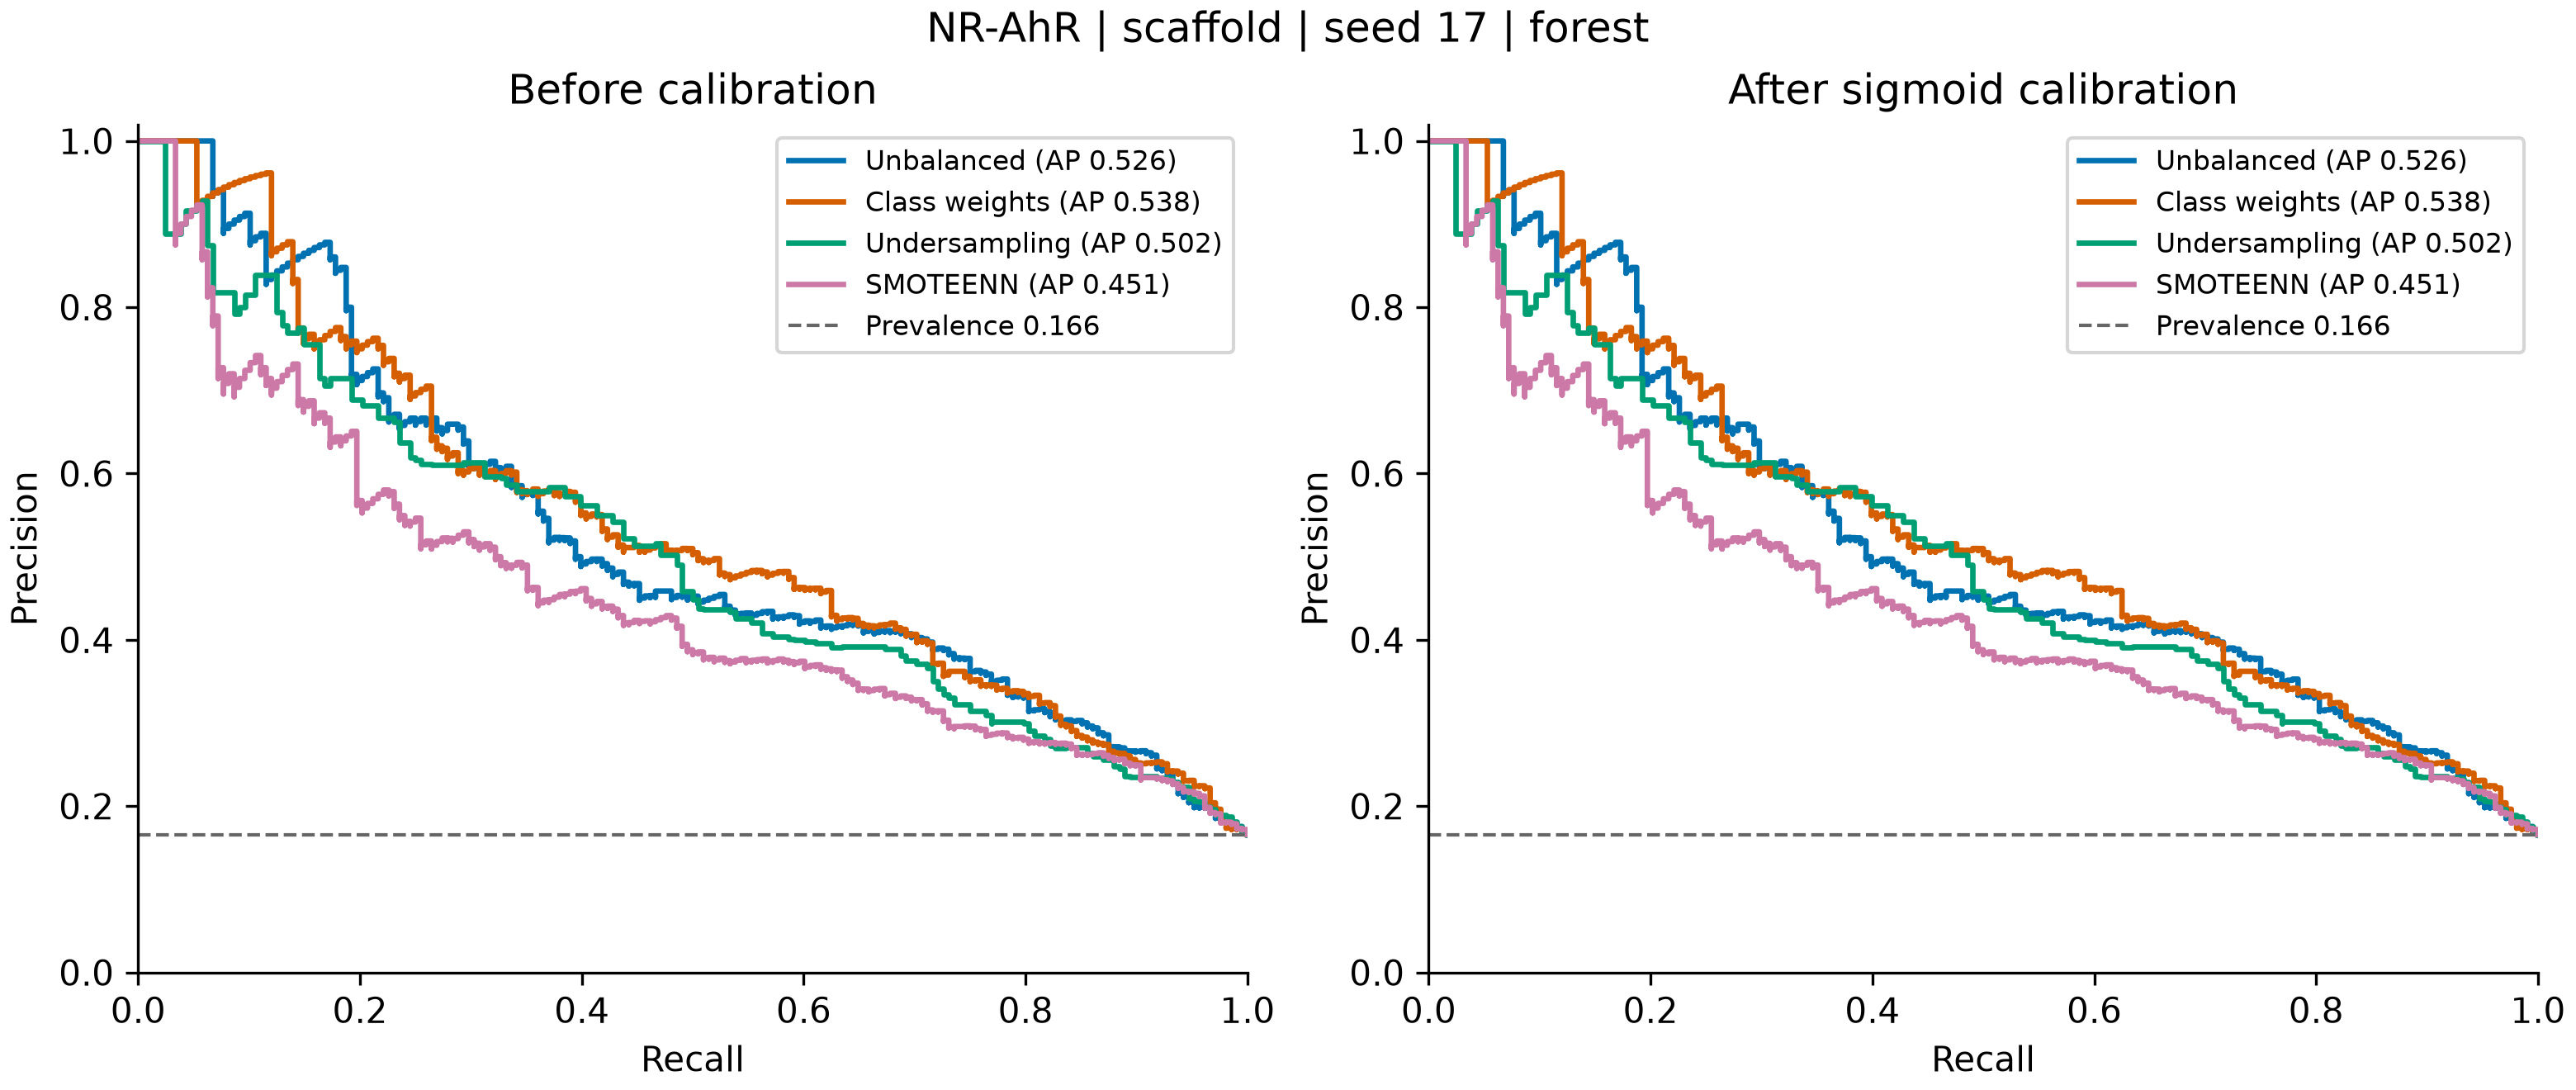 NR-AhR | scaffold | seed 17 | forest
Before calibration
Precision
1.0
0.8
0.6
0.4
0.2
0.0
0.0 0.2 0.4 0.6 0.8 1.0
Recall
Unbalanced (AP 0.526)
Class weights (AP 0.538)
Undersampling (AP 0.502)
SMOTEENN (AP 0.451)
Prevalence 0.166
After sigmoid calibration
Precision
1.0
0.8
0.6
0.4
0.2
0.0
0.0 0.2 0.4 0.6 0.8 1.0
Recall
Unbalanced (AP 0.526)
Class weights (AP 0.538)
Undersampling (AP 0.502)
SMOTEENN (AP 0.451)
Prevalence 0.166